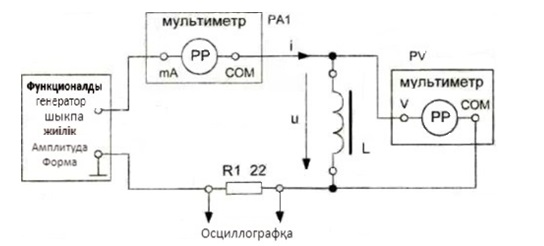 мультиметр
PA1
PP
mA
COM
i
PV
мультиметр
V
COM
PP
Функционалды
генератор
шыкпа
жиілік
Амплитуда
Форма
u
L
R1 22
Осциллографқа